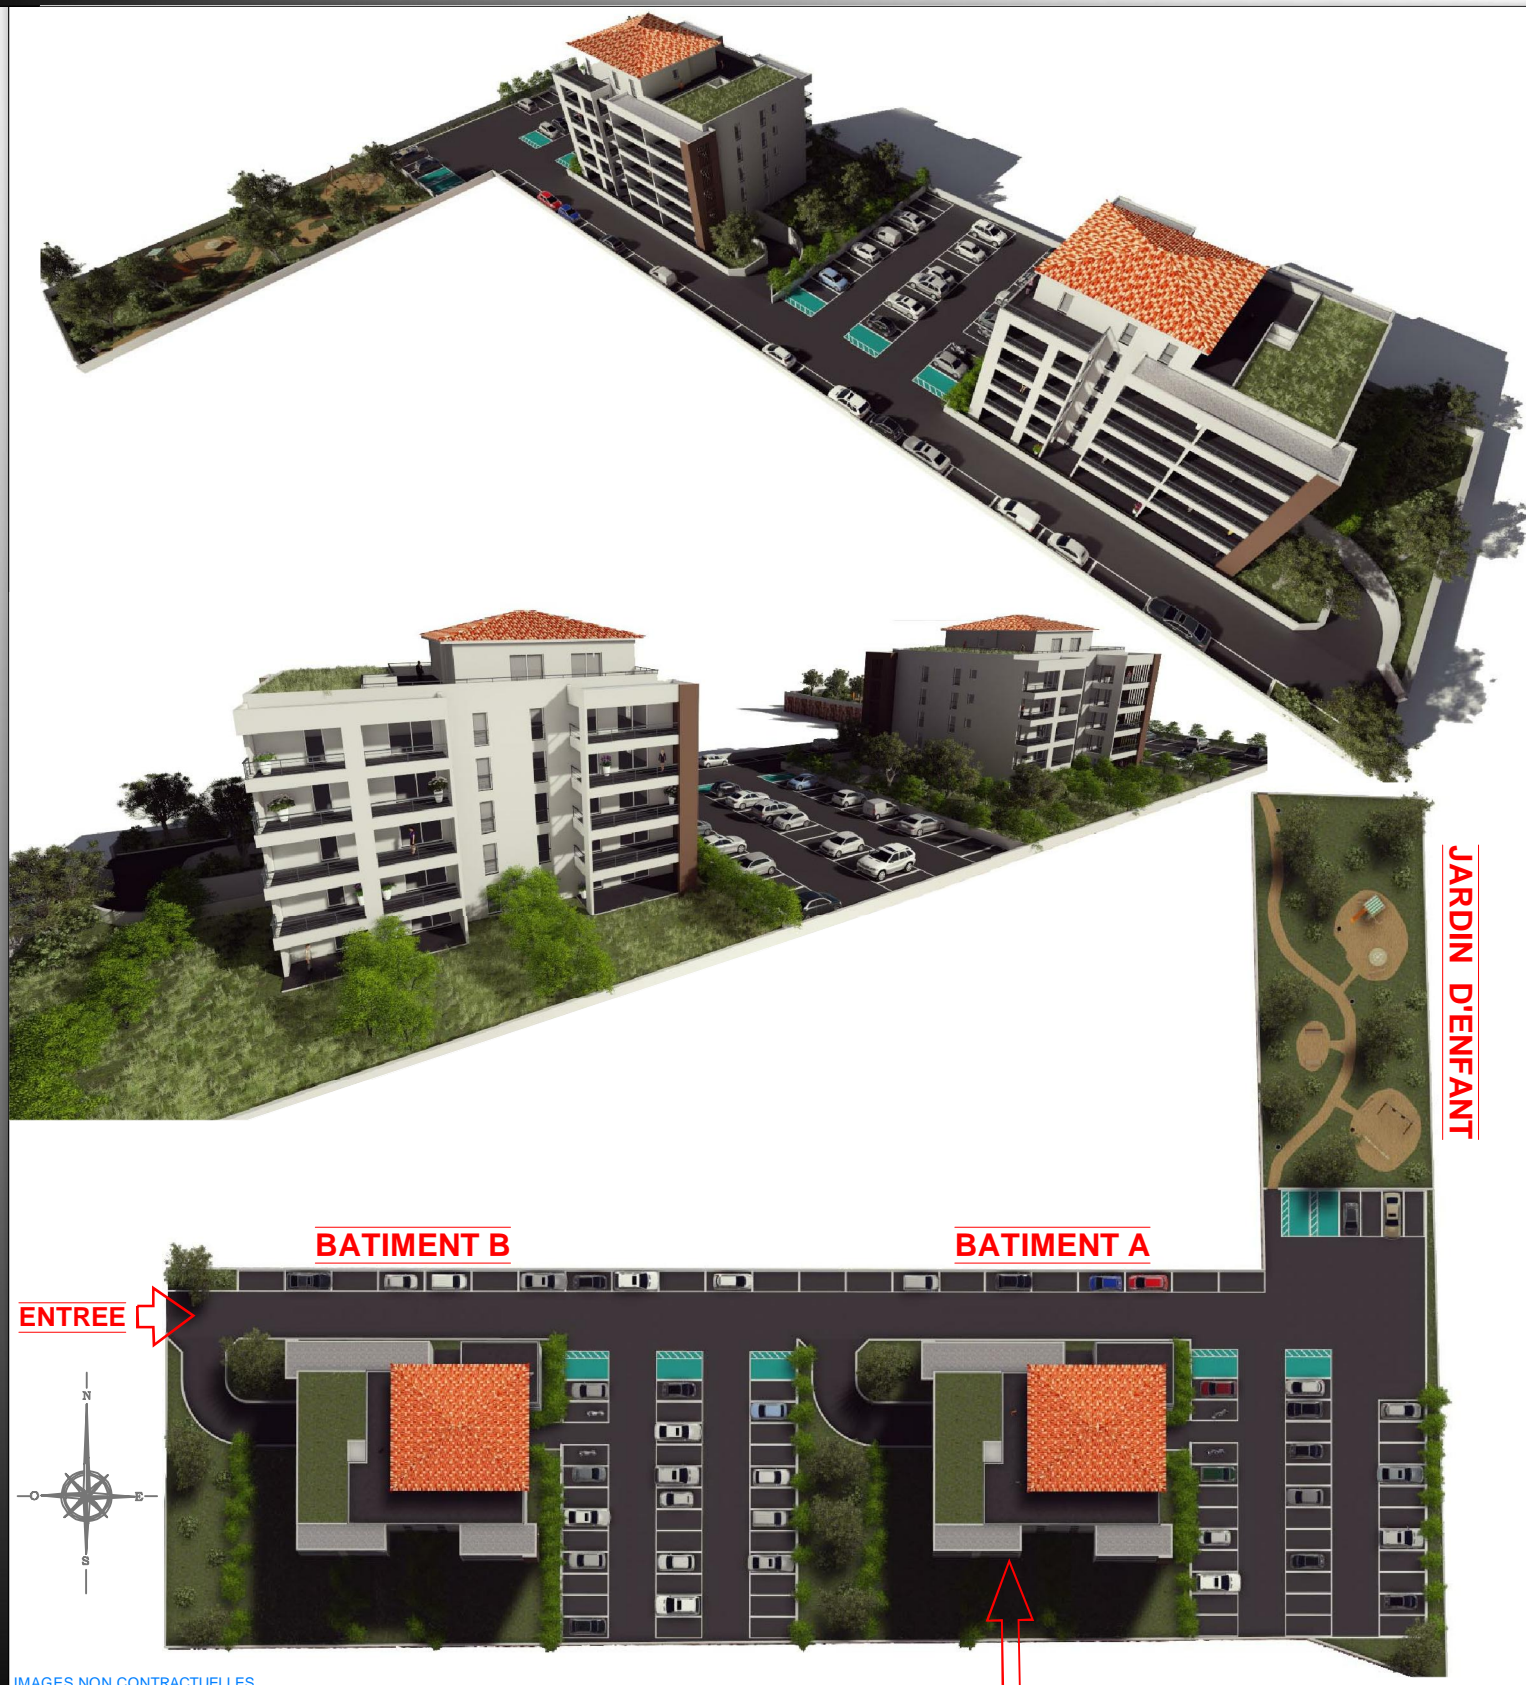 JARDIN D'ENFANT
BATIMENT B
BATIMENT A
ENTREE
N
O
E
S
IMAGES NON CONTRACTUELLES